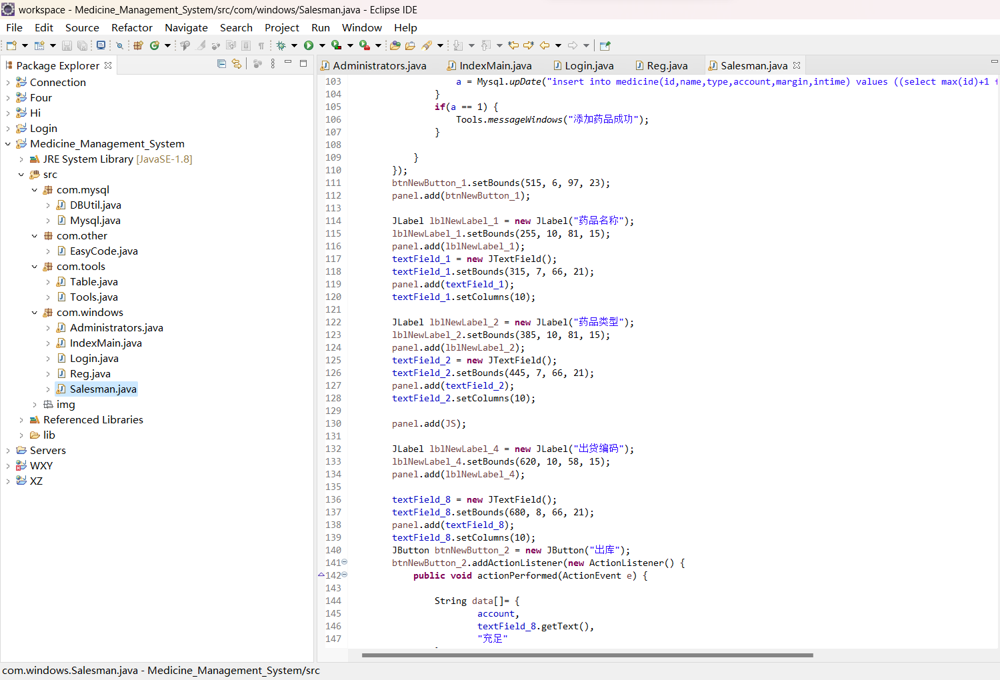 workspace - Medicine_Management_System/src/com/windows/Salesman.java - Eclipse IDE
File Edit Source Refactor Navigate Search Project Run Window Help
Package Explorer
Connection
Four
Hi
Login
Medicine_Management_System
JRE System Library [JavaSE-1.8]
src
com.mysql
DBUtil.java
Mysql.java
com.other
EasyCode.java
com.tools
Table.java
Tools.java
com.windows
Administrators.java
IndexMain.java
Login.java
Reg.java
Salesman.java
img
Referenced Libraries
lib
Servers
WXY
XZ
Administrators.java IndexMain.java Login.java Reg.java Salesman.java
103 a = Mysql.upDate("insert into medicine(id,name,type,account,margin,intime) values ((select max(id)+1
104 }
105 if(a == 1) {
106 Tools.messageWindows("添加药品成功");
107 }
108
109 }
110 });
111 btnNewButton_1.setBounds(515, 6, 97, 23);
112 panel.add(btnNewButton_1);
113
114 JLabel lblNewLabel_1 = new JLabel("药品名称");
115 lblNewLabel_1.setBounds(255, 10, 81, 15);
116 panel.add(lblNewLabel_1);
117 textField_1 = new JTextField();
118 textField_1.setBounds(315, 7, 66, 21);
119 panel.add(textField_1);
120 textField_1.setColumns(10);
121
122 JLabel lblNewLabel_2 = new JLabel("药品类型");
123 lblNewLabel_2.setBounds(385, 10, 81, 15);
124 panel.add(lblNewLabel_2);
125 textField_2 = new JTextField();
126 textField_2.setBounds(445, 7, 66, 21);
127 panel.add(textField_2);
128 textField_2.setColumns(10);
129
130 panel.add(JS);
131
132 JLabel lblNewLabel_4 = new JLabel("出货编码");
133 lblNewLabel_4.setBounds(620, 10, 58, 15);
134 panel.add(lblNewLabel_4);
135
136 textField_8 = new JTextField();
137 textField_8.setBounds(680, 8, 66, 21);
138 panel.add(textField_8);
139 textField_8.setColumns(10);
140 JButton btnNewButton_2 = new JButton("出库");
141 btnNewButton_2.addActionListener(new ActionListener() {
142 public void actionPerformed(ActionEvent e) {
143
144 String data[]= {
145 account,
146 textField_8.getText(),
147 "充足"
com.windows.Salesman.java - Medicine_Management_System/src